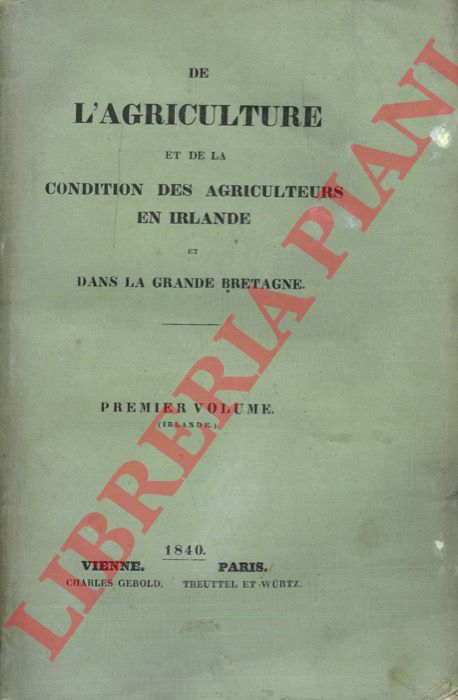 DE
L'AGRICULTURE
ET DE LA
CONDITION DES AGRICULTEURS
EN IRLANDE
ET
DANS LA GRANDE BRETAGNE.
PREMIER VOLUME.
(IRLANDE.)
1840.
VIENNE. PARIS.
CHARLES GEROLD. TREUTTEL ET WÜRTZ.
LIBRERIA PIANI